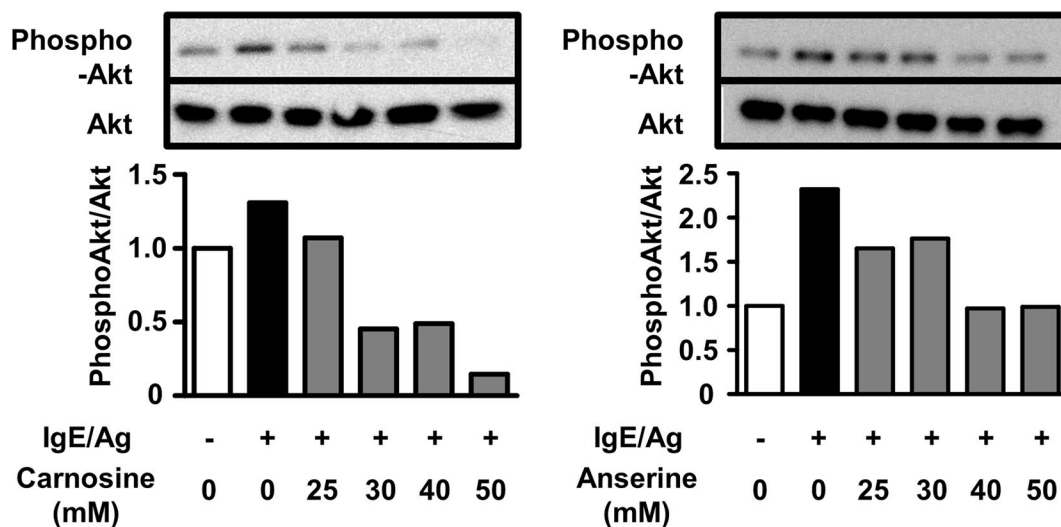 Phospho
-Akt
Akt
PhosphoAkt/Akt
1.5
1.0
0.5
0
IgE/Ag - + + + + +
Carnosine
(mM) 0 0 25 30 40 50
Phospho
-Akt
Akt
PhosphoAkt/Akt
2.5
2.0
1.5
1.0
0.5
0
IgE/Ag - + + + + +
Anserine
(mM) 0 0 25 30 40 50